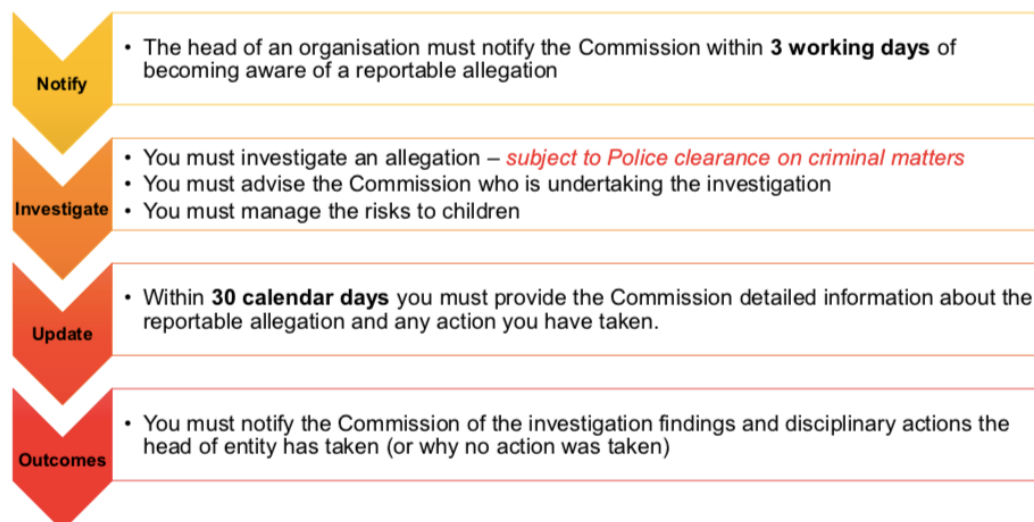 Notify
• The head of an organisation must notify the Commission within 3 working days of
becoming aware of a reportable allegation
Investigate
• You must investigate an allegation – subject to Police clearance on criminal matters
• You must advise the Commission who is undertaking the investigation
• You must manage the risks to children
Update
• Within 30 calendar days you must provide the Commission detailed information about the
reportable allegation and any action you have taken.
Outcomes
• You must notify the Commission of the investigation findings and disciplinary actions the
head of entity has taken (or why no action was taken)